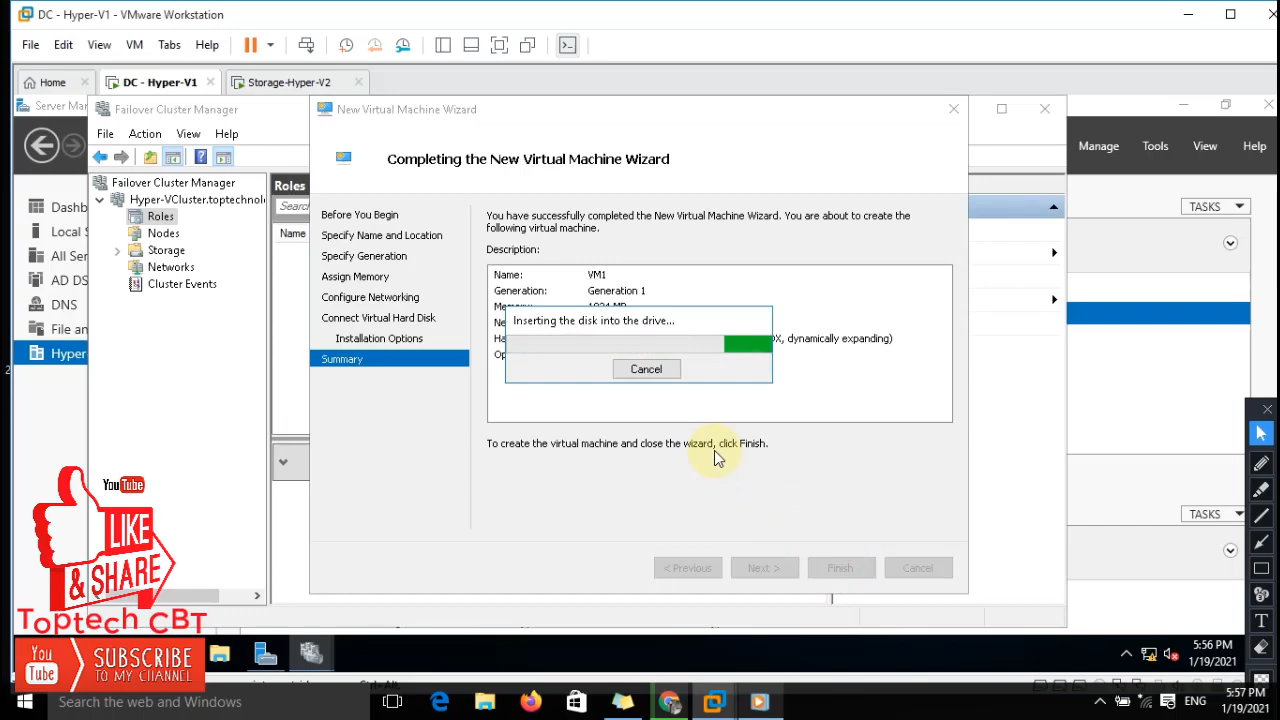 DC - Hyper-V1 - VMware Workstation
File Edit View VM Tabs Help
Home DC - Hyper-V1 Storage-Hyper-V2
Server Man
Failover Cluster Manager
File Action View Help
Failover Cluster Manager
Hyper-VCluster.toptechnol
Roles
Nodes
Storage
Networks
Cluster Events
Roles
Searc
Name
Dashb
Local S
All Ser
AD DS
DNS
File an
Hyper
New Virtual Machine Wizard
Completing the New Virtual Machine Wizard
Before You Begin
Specify Name and Location
Specify Generation
Assign Memory
Configure Networking
Connect Virtual Hard Disk
Installation Options
Summary
You have successfully completed the New Virtual Machine Wizard. You are about to create the
following virtual machine.
Description:
Name: VM1
Generation: Generation 1
Inserting the disk into the drive...
Cancel
DX, dynamically expanding)
To create the virtual machine and close the wizard, click Finish.
< Previous Next > Finish Cancel
Manage Tools View Help
TASKS
TASKS
YouTube
LIKE
& SHARE
Toptech CBT
You
Tube
SUBSCRIBE
TO MY CHANNEL
5:56 PM
1/19/2021
Search the web and Windows
ENG
5:57 PM
1/19/2021